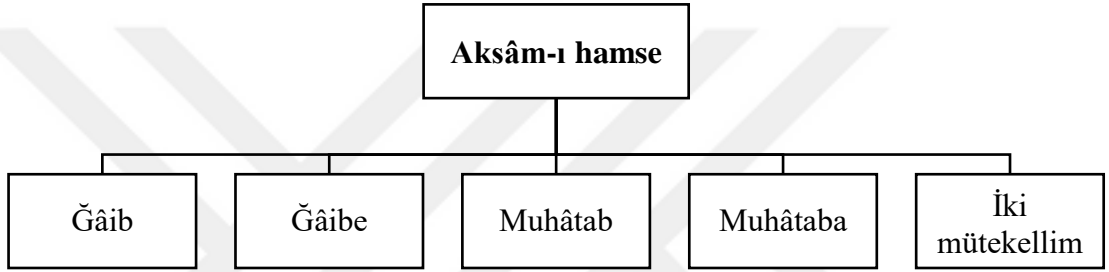 Aksâm-ı hamse
Ğâib
Ğâibe
Muhâtab
Muhâtaba
İki
mütekellim